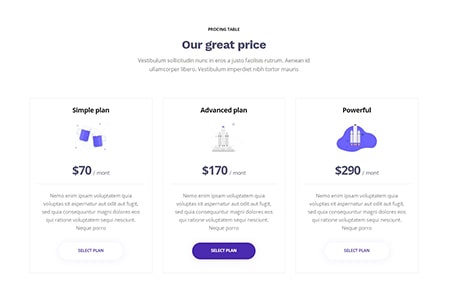 PROCING TABLE
Our great price
Vestibulum sollicitudin nunc in eros a justo facilisis rutrum. Aenean id
ullamcorper libero. Vestibulum imperdiet nibh tortor mauris
Simple plan
$70 / mont
Nemo enim ipsam voluptatem quia
voluptas sit aspernatur aut odit aut fugit,
sed quia consequuntur magni dolores eos
qui ratione voluptatem sequi nesciunt.
Neque porro
SELECT PLAN
Advanced plan
$170 / mont
Nemo enim ipsam voluptatem quia
voluptas sit aspernatur aut odit aut fugit,
sed quia consequuntur magni dolores eos
qui ratione voluptatem sequi nesciunt.
Neque porro
SELECT PLAN
Powerful
$290 / mont
Nemo enim ipsam voluptatem quia
voluptas sit aspernatur aut odit aut fugit,
sed quia consequuntur magni dolores eos
qui ratione voluptatem sequi nesciunt.
Neque porro
SELECT PLAN